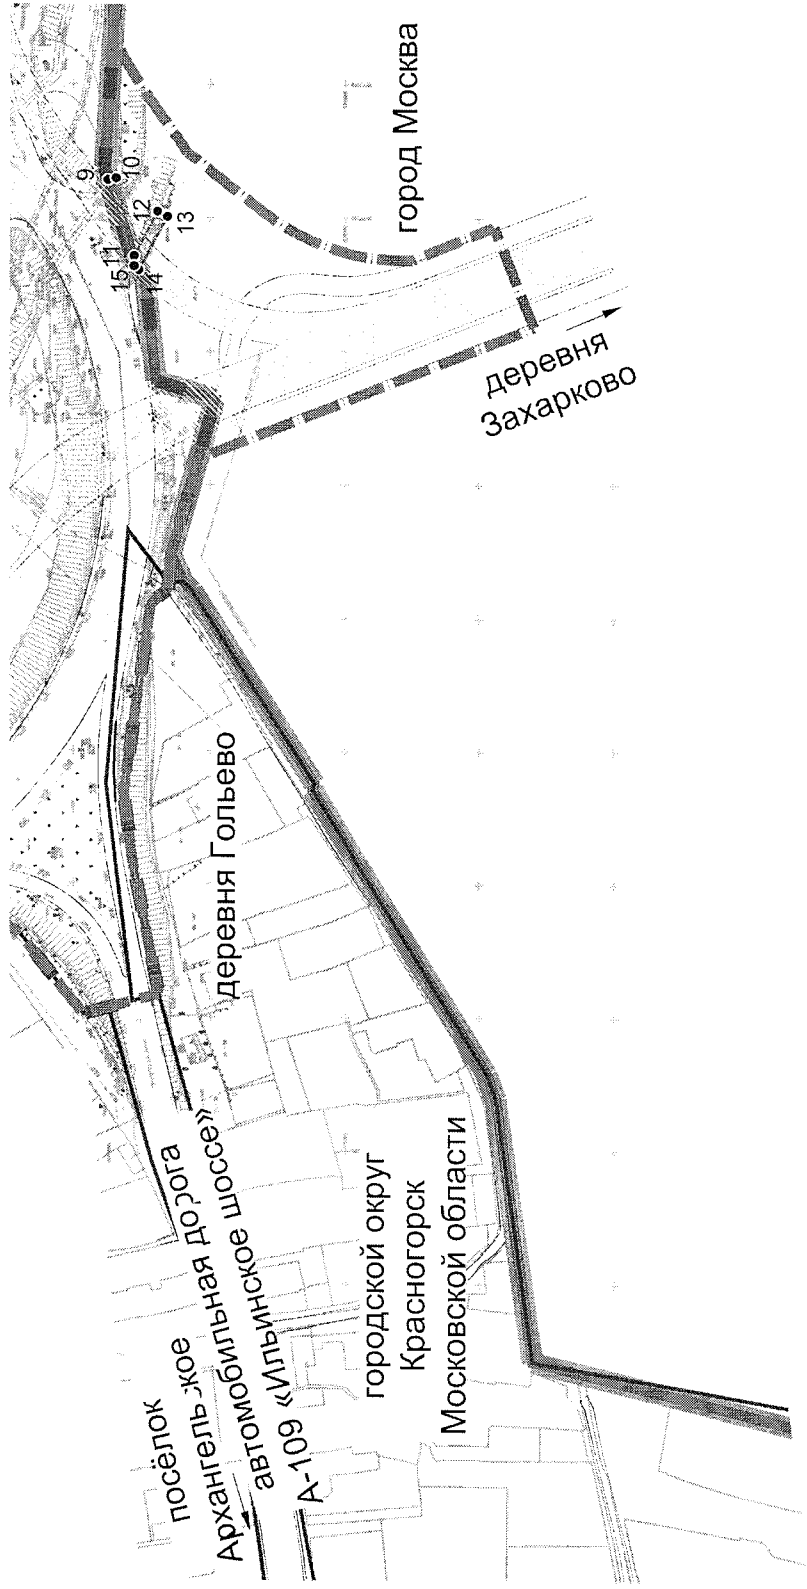 посёлок
Архангельское
автомобильная дорога
А-109 «Ильинское шоссе»
городской округ
Красногорск
Московской области
деревня Гольево
деревня
Захарково
город Москва
9
10
11
12
13
14
15